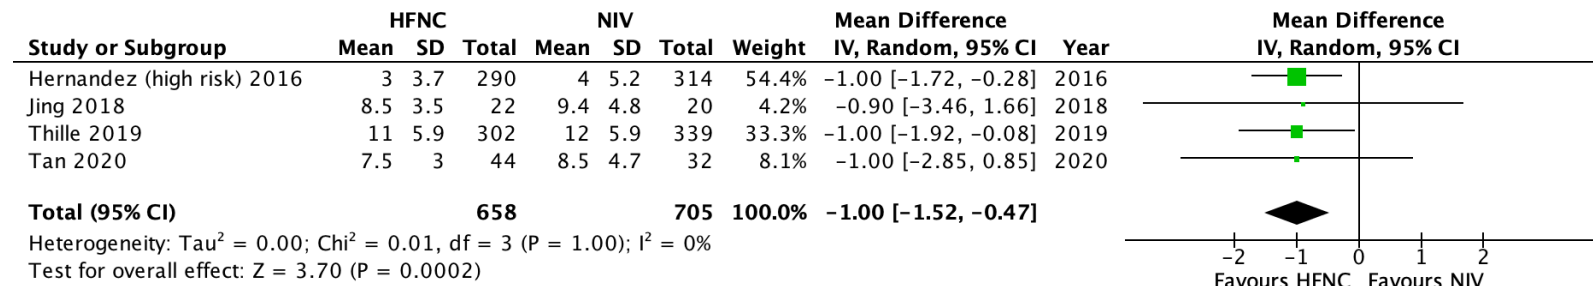 HFNC NIV Mean Difference Mean Difference
Study or Subgroup Mean SD Total Mean SD Total Weight IV, Random, 95% CI Year IV, Random, 95% CI
Hernandez (high risk) 2016 3 3.7 290 4 5.2 314 54.4% −1.00 [−1.72, −0.28] 2016
Jing 2018 8.5 3.5 22 9.4 4.8 20 4.2% −0.90 [−3.46, 1.66] 2018
Thille 2019 11 5.9 302 12 5.9 339 33.3% −1.00 [−1.92, −0.08] 2019
Tan 2020 7.5 3 44 8.5 4.7 32 8.1% −1.00 [−2.85, 0.85] 2020
Total (95% CI) 658 705 100.0% −1.00 [−1.52, −0.47]
Heterogeneity: Tau² = 0.00; Chi² = 0.01, df = 3 (P = 1.00); I² = 0%
Test for overall effect: Z = 3.70 (P = 0.0002)
−2 −1 0 1 2
Favours HFNC Favours NIV